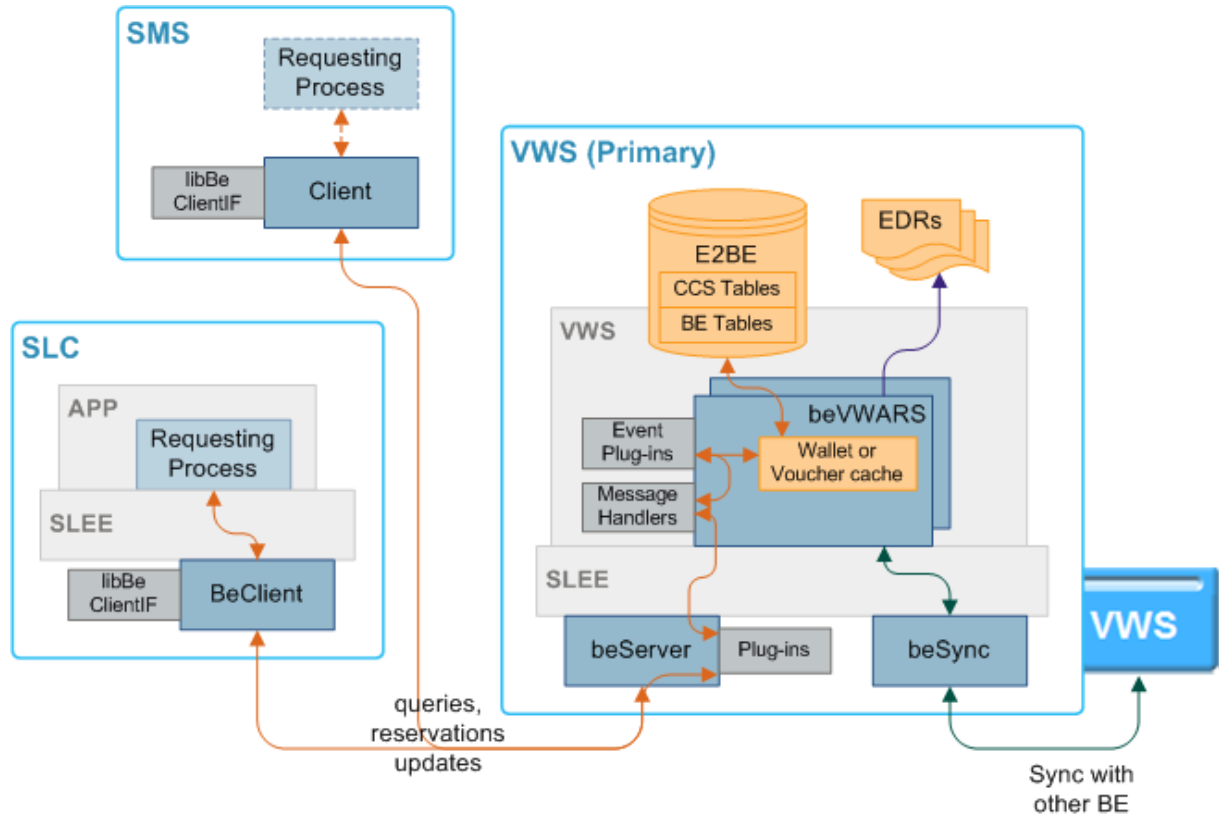 SMS
Requesting
Process
libBe
ClientIF
Client
SLC
APP
Requesting
Process
SLEE
libBe
ClientIF
BeClient
queries,
reservations
updates
VWS (Primary)
E2BE
CCS Tables
BE Tables
EDRs
VWS
beVWARS
Event
Plug-ins
Wallet or
Voucher cache
Message
Handlers
SLEE
beServer
Plug-ins
beSync
VWS
Sync with
other BE